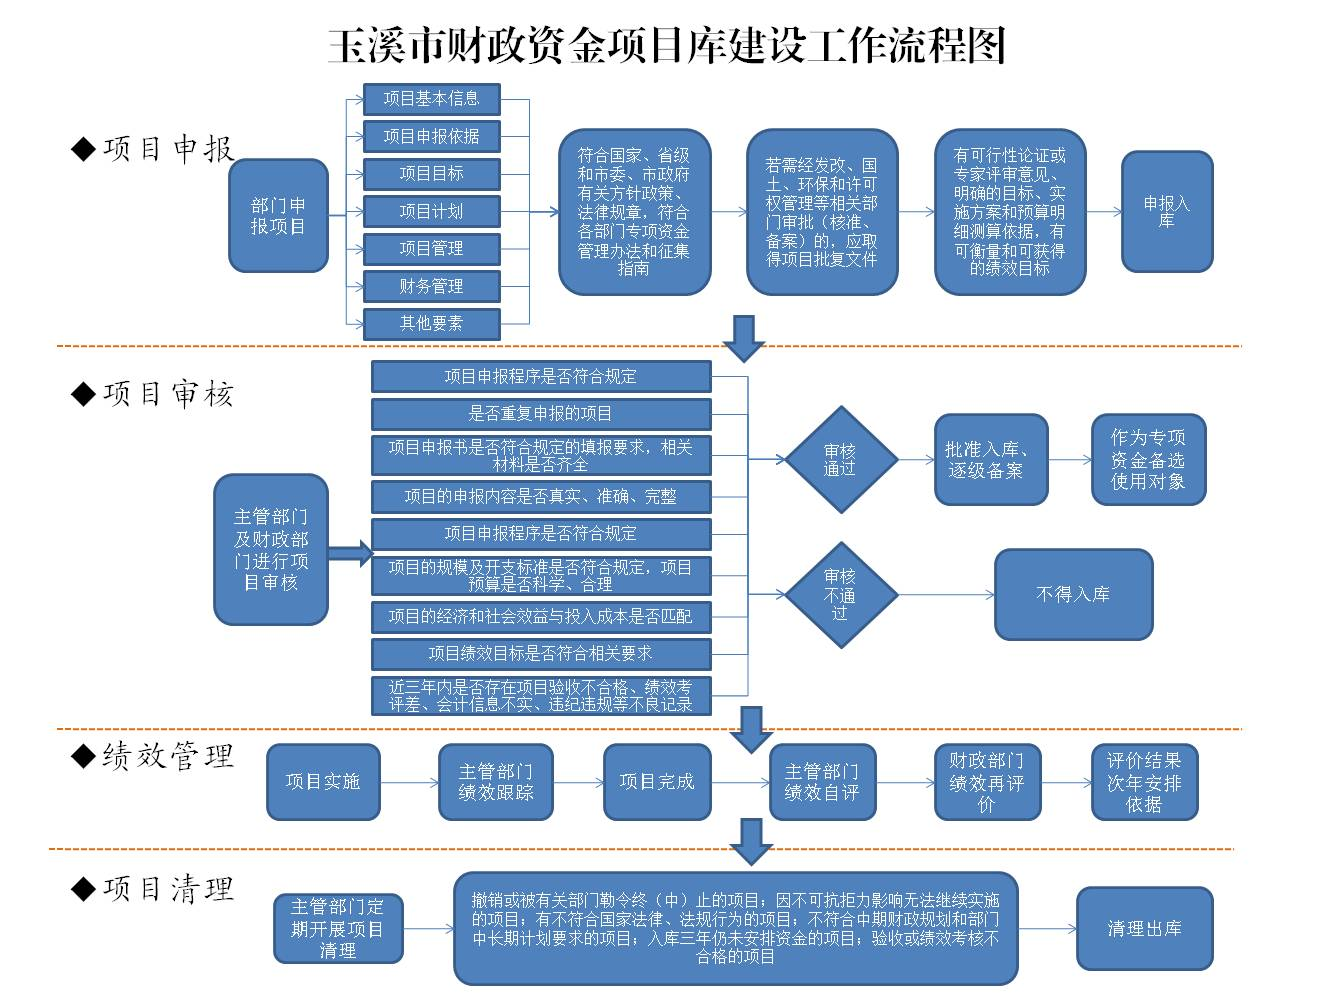 玉溪市财政资金项目库建设工作流程图
◆项目申报
部门申
报项目
项目基本信息
项目申报依据
项目目标
项目计划
项目管理
财务管理
其他要素
符合国家、省级
和市委、市政府
有关方针政策、
法律规章，符合
各部门专项资金
管理办法和征集
指南
若需经发改、国
土、环保和许可
权管理等相关部
门审批（核准、
备案）的，应取
得项目批复文件
有可行性论证或
专家评审意见、
明确的目标、实
施方案和预算明
细测算依据，有
可衡量和可获得
的绩效目标
申报入
库
◆项目审核
主管部门
及财政部
门进行项
目审核
项目申报程序是否符合规定
是否重复申报的项目
项目申报书是否符合规定的填报要求，相关
材料是否齐全
项目的申报内容是否真实、准确、完整
项目申报程序是否符合规定
项目的规模及开支标准是否符合规定，项目
预算是否科学、合理
项目的经济和社会效益与投入成本是否匹配
项目绩效目标是否符合相关要求
近三年内是否存在项目验收不合格、绩效考
评差、会计信息不实、违纪违规等不良记录
审核
通过
批准入库、
逐级备案
作为专项
资金备选
使用对象
审核
不通
过
不得入库
◆绩效管理
项目实施
主管部门
绩效跟踪
项目完成
主管部门
绩效自评
财政部门
绩效再评
价
评价结果
次年安排
依据
◆项目清理
主管部门定
期开展项目
清理
撤销或被有关部门勒令终（中）止的项目；因不可抗拒力影响无法继续实施
的项目；有不符合国家法律、法规行为的项目；不符合中期财政规划和部门
中长期计划要求的项目；入库三年仍未安排资金的项目；验收或绩效考核不
合格的项目
清理出库